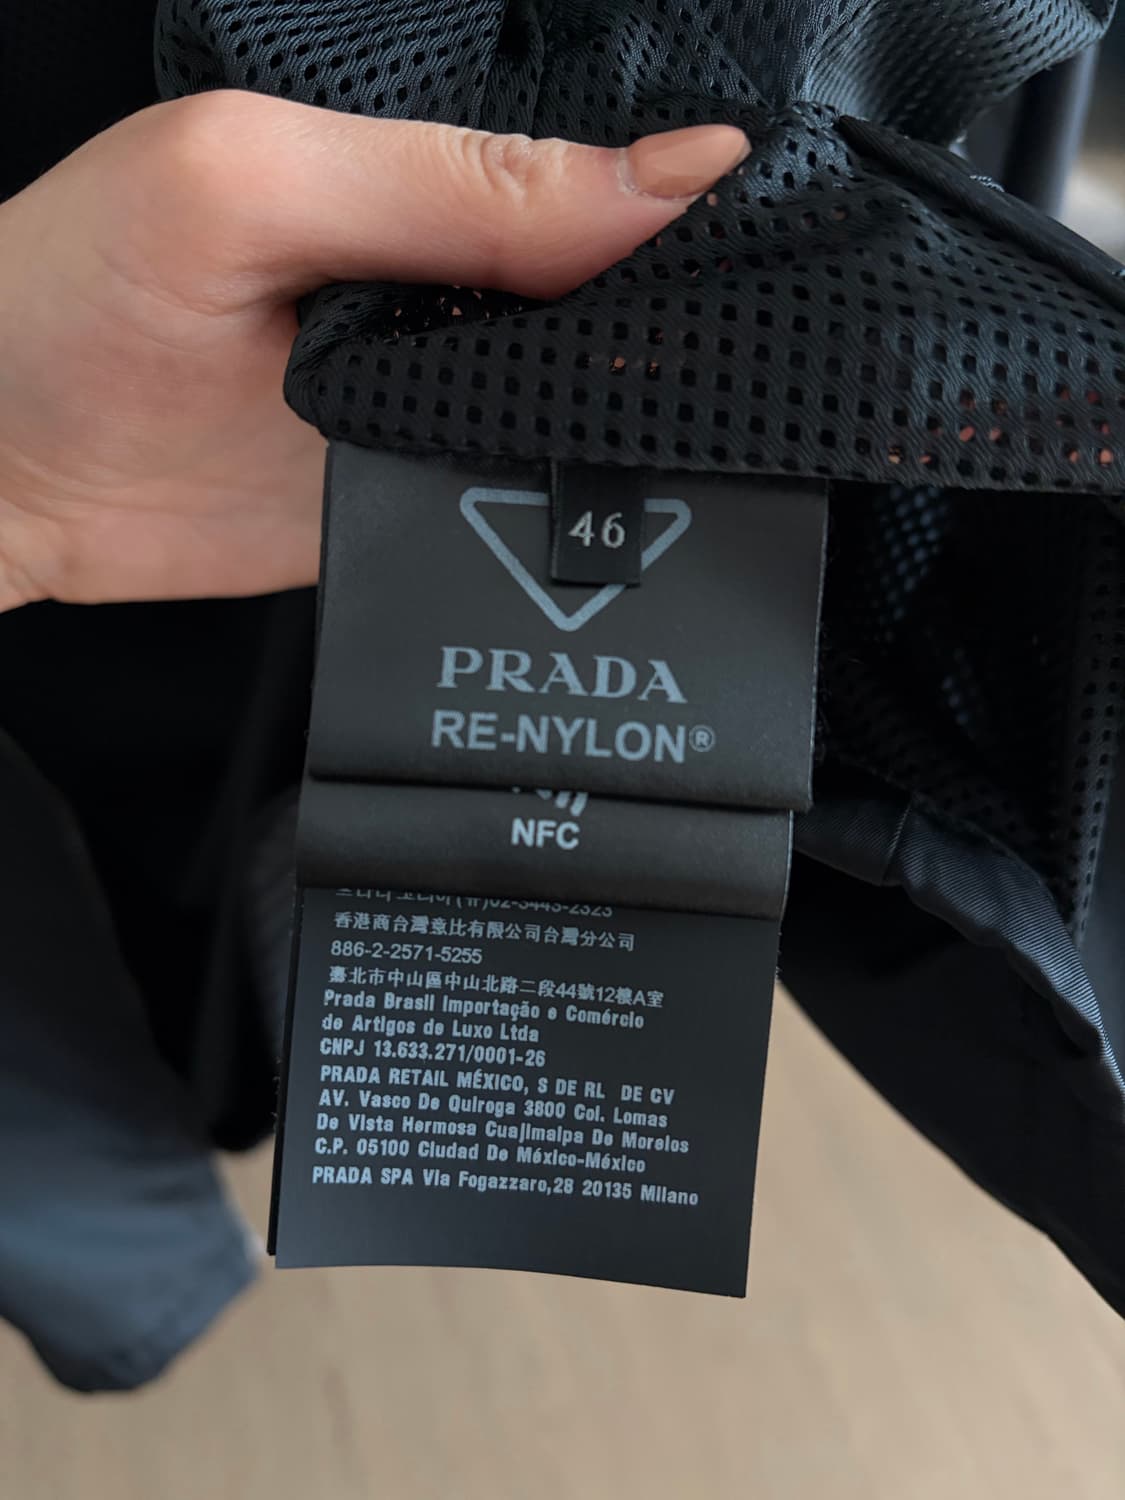 46
PRADA
RE-NYLON®
NFC
(유)02-3443-2323
香港商台灣意比有限公司台灣分公司
886-2-2571-5255
臺北市中山區中山北路二段44號12樓A室
Prada Brasil Importação e Comércio
de Artigos de Luxo Ltda
CNPJ 13.633.271/0001-26
PRADA RETAIL MÉXICO, S DE RL DE CV
AV. Vasco De Quiroga 3800 Col. Lomas
De Vista Hermosa Cuajimalpa De Morelos
C.P. 05100 Ciudad De México-México
PRADA SPA Via Fogazzaro,28 20135 Milano